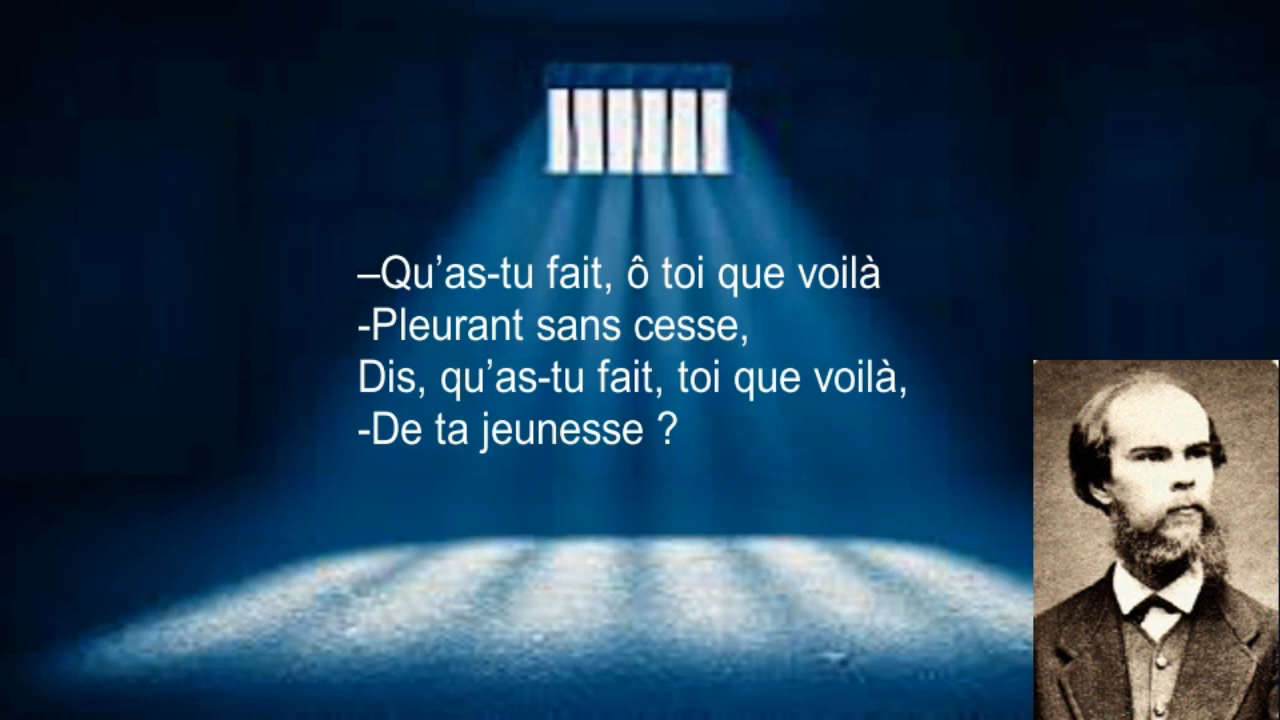 –Qu’as-tu fait, ô toi que voilà
-Pleurant sans cesse,
Dis, qu’as-tu fait, toi que voilà,
-De ta jeunesse ?